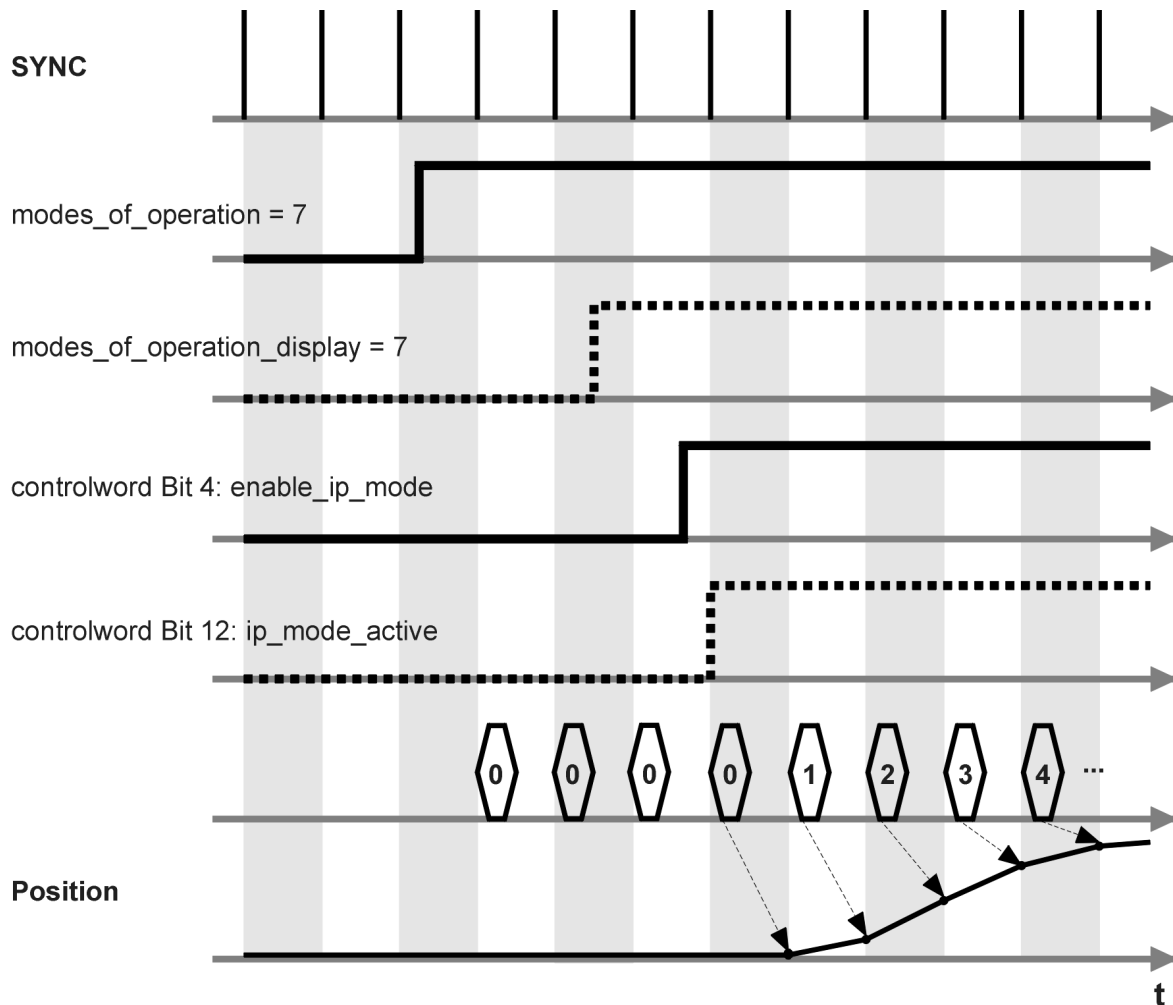 SYNC
modes_of_operation = 7
modes_of_operation_display = 7
controlword Bit 4: enable_ip_mode
controlword Bit 12: ip_mode_active
0 0 0 0 1 2 3 4 ...
Position
t